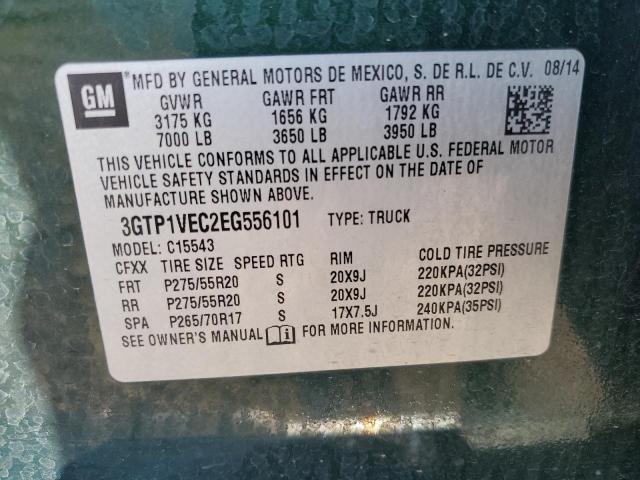 GM
*MFD BY GENERAL MOTORS DE MEXICO, S. DE R.L. DE C.V. 08/14
GVWR GAWR FRT GAWR RR
3175 KG 1656 KG 1792 KG
7000 LB 3650 LB 3950 LB
THIS VEHICLE CONFORMS TO ALL APPLICABLE U.S. FEDERAL MOTOR
VEHICLE SAFETY STANDARDS IN EFFECT ON THE DATE OF
MANUFACTURE SHOWN ABOVE.
3GTP1VEC2EG556101 TYPE: TRUCK
MODEL: C15543
CFXX TIRE SIZE SPEED RTG RIM COLD TIRE PRESSURE
FRT P275/55R20 S 20X9J 220KPA(32PSI)
RR P275/55R20 S 20X9J 220KPA(32PSI)
SPA P265/70R17 S 17X7.5J 240KPA(35PSI)
SEE OWNER'S MANUAL FOR MORE INFORMATION.